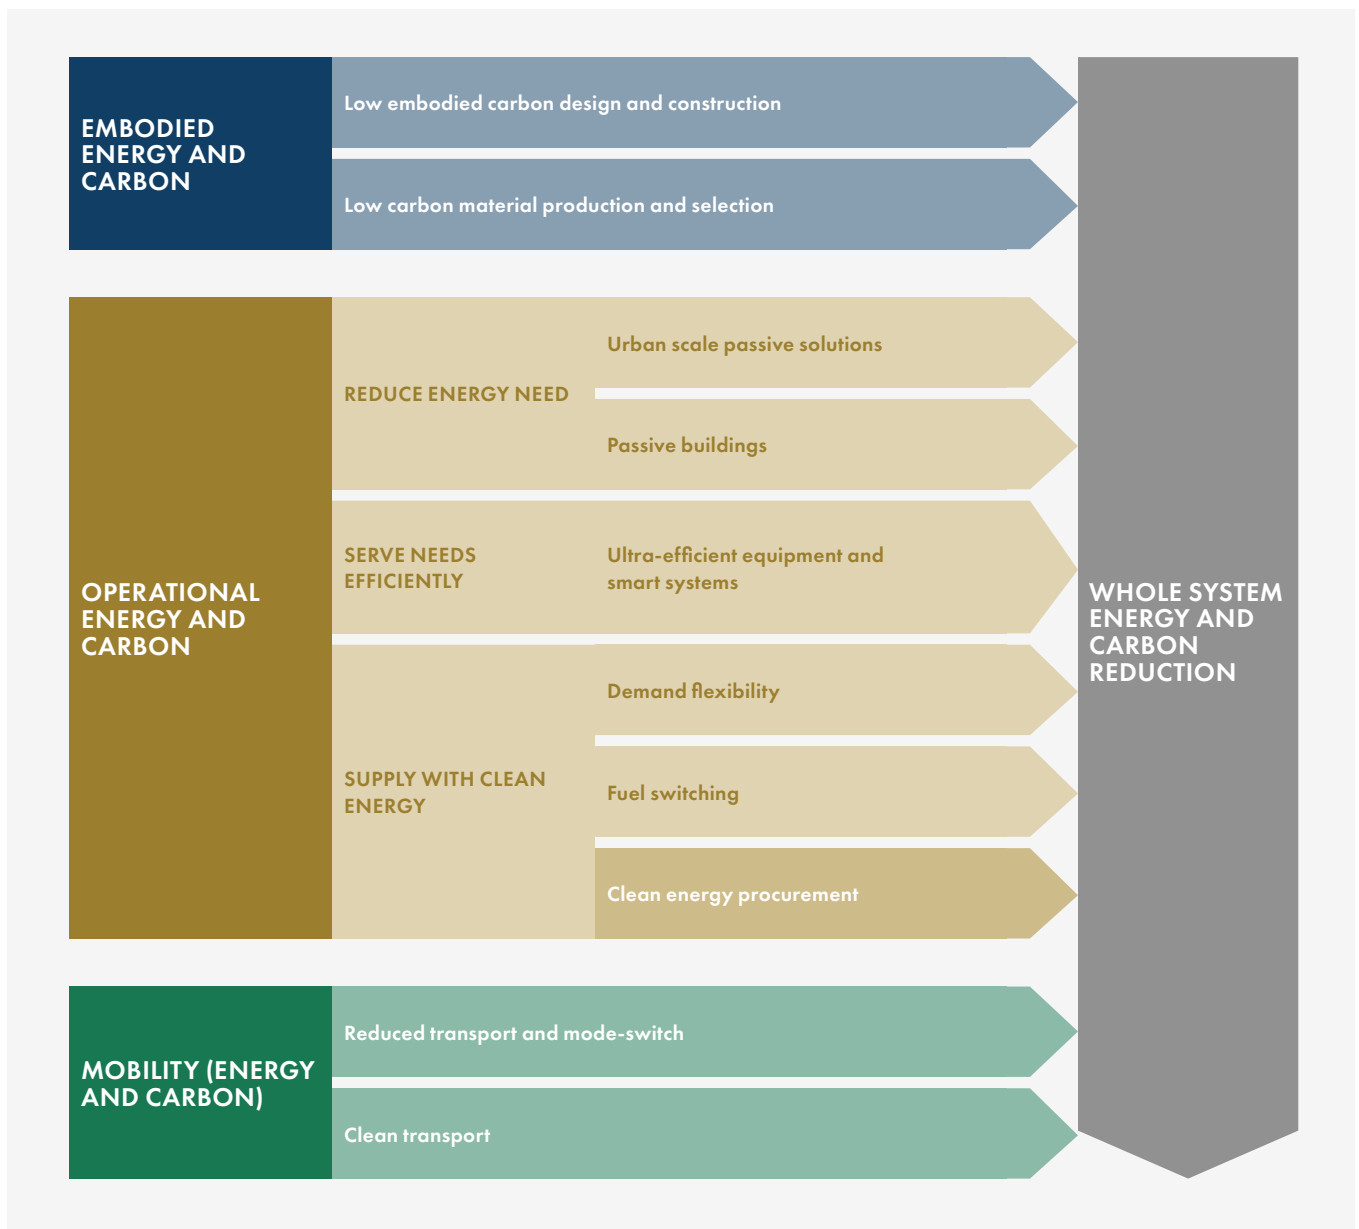 EMBODIED
ENERGY AND
CARBON
Low embodied carbon design and construction
Low carbon material production and selection
OPERATIONAL
ENERGY AND
CARBON
REDUCE ENERGY NEED
Urban scale passive solutions
Passive buildings
SERVE NEEDS
EFFICIENTLY
Ultra-efficient equipment and
smart systems
SUPPLY WITH CLEAN
ENERGY
Demand flexibility
Fuel switching
Clean energy procurement
MOBILITY (ENERGY
AND CARBON)
Reduced transport and mode-switch
Clean transport
WHOLE SYSTEM
ENERGY AND
CARBON
REDUCTION